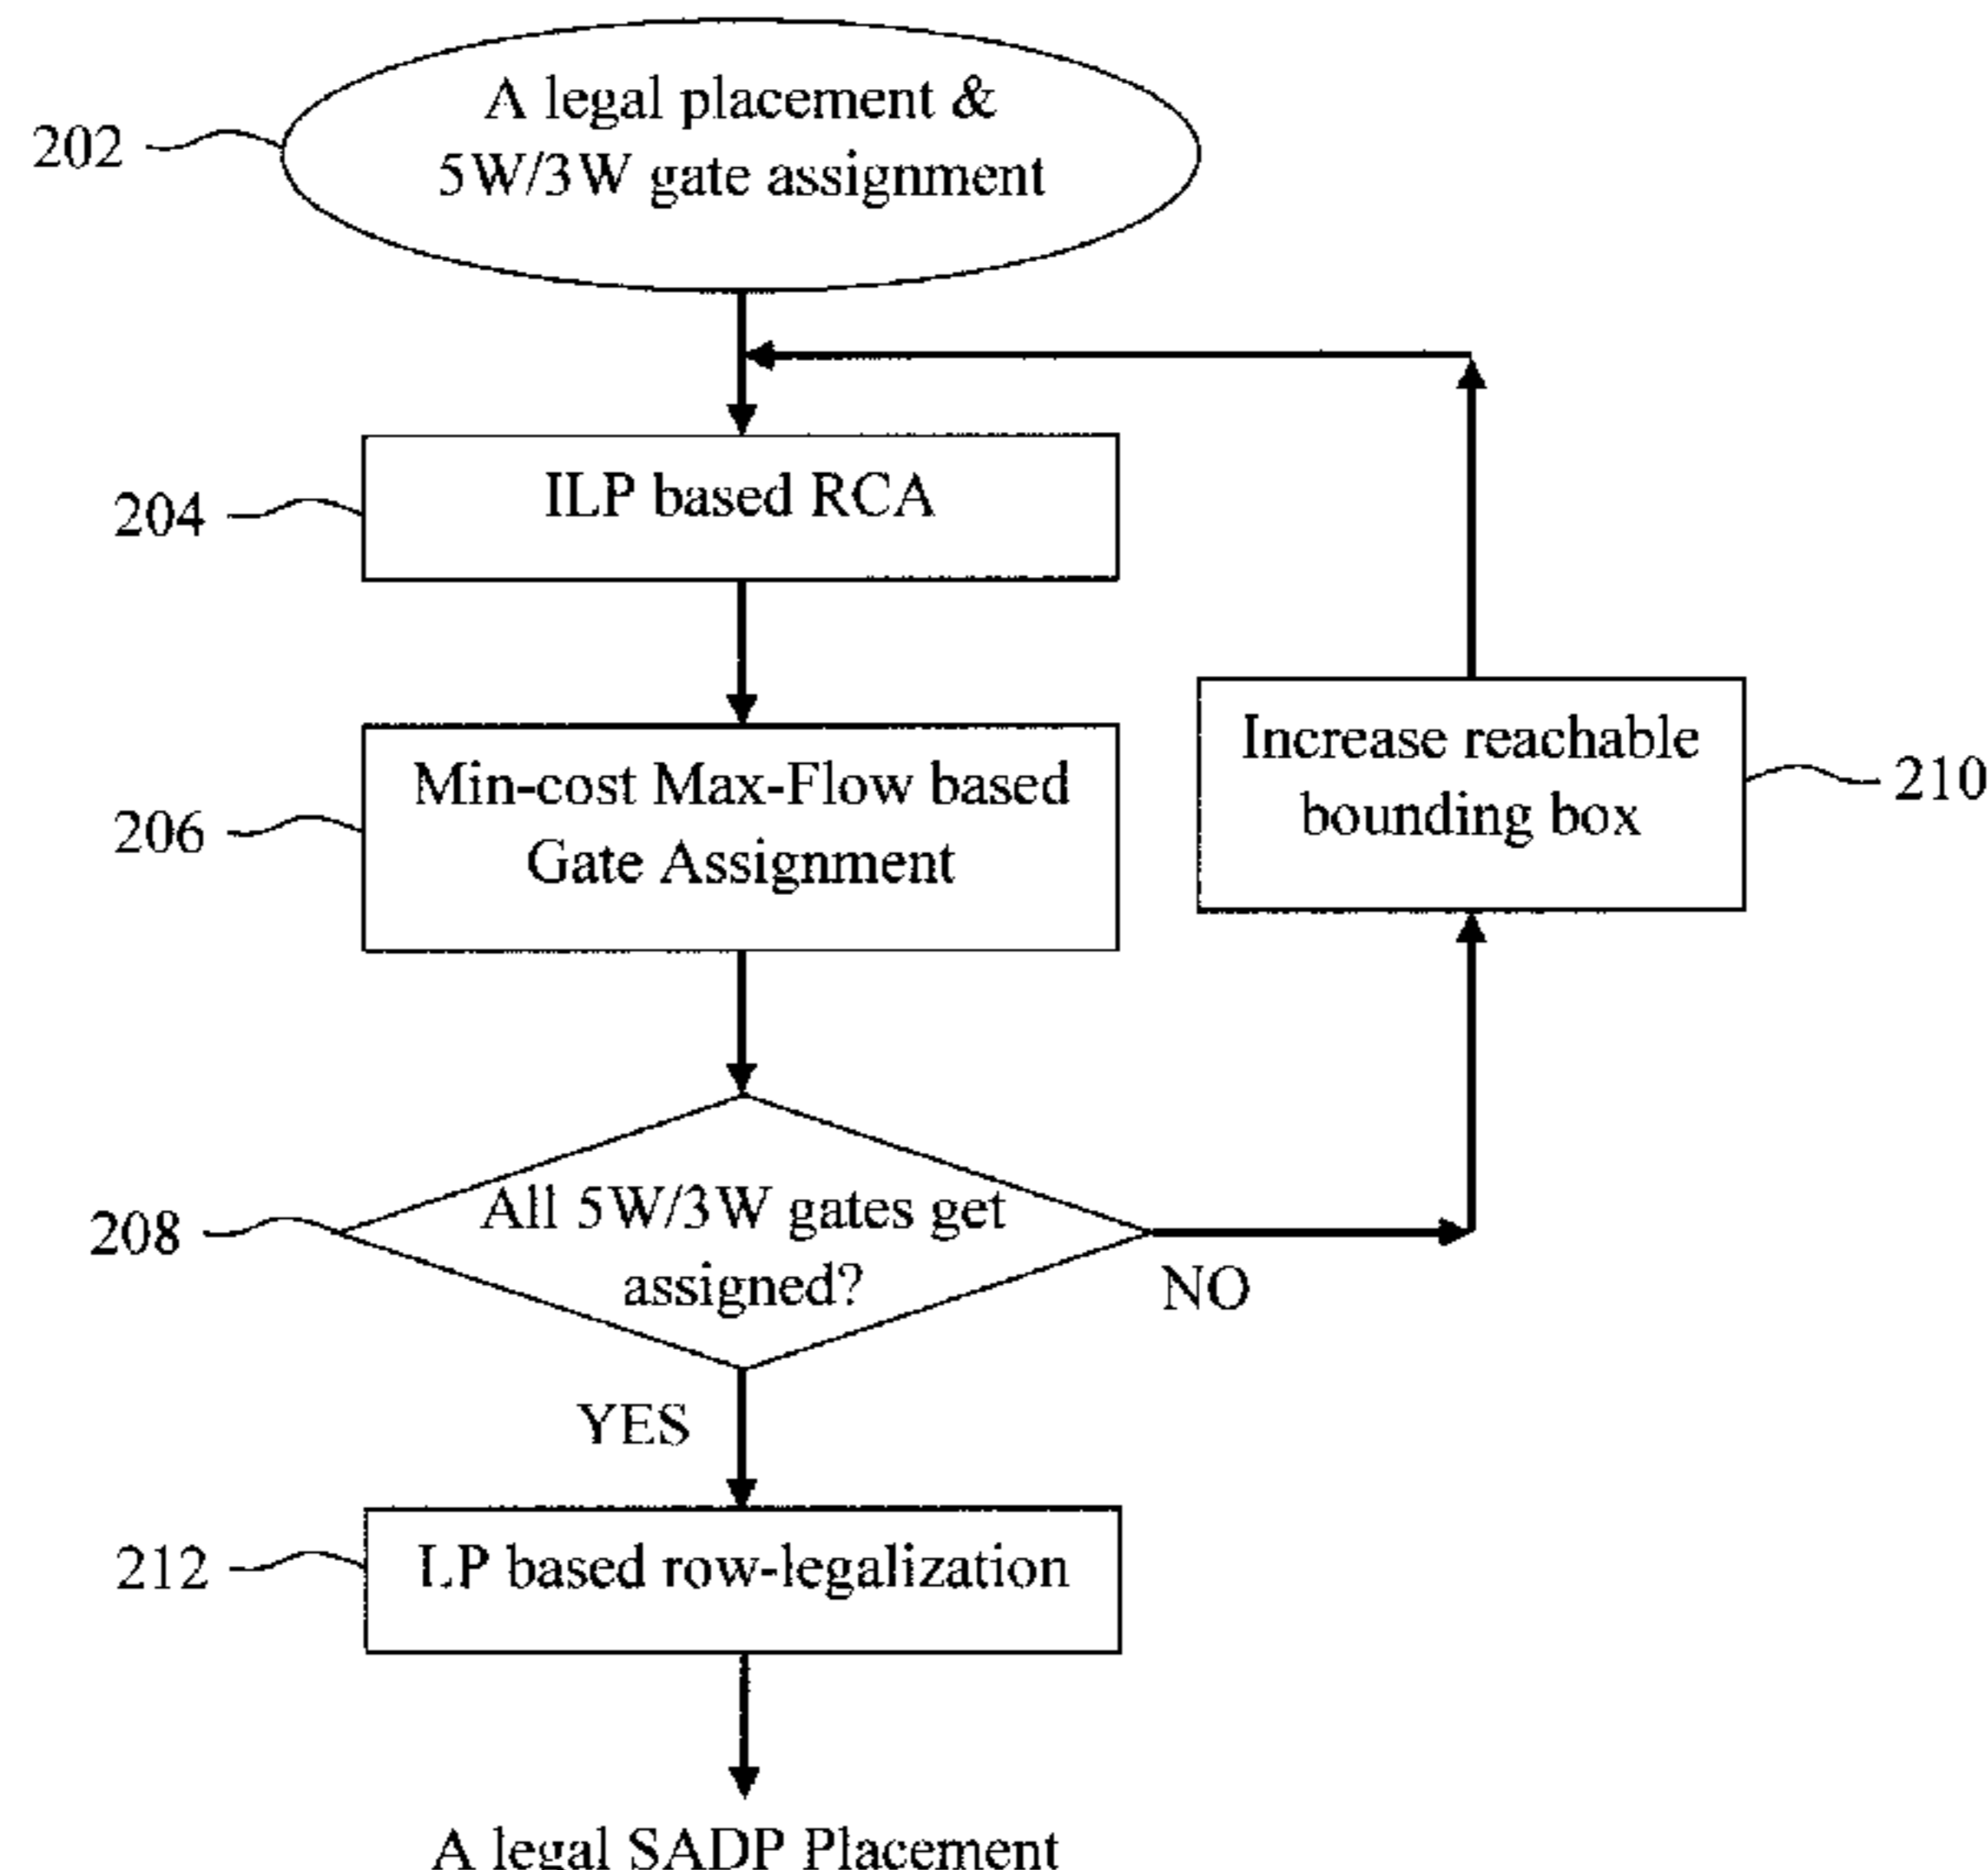 A legal placement &
5W/3W gate assignment
202
ILP based RCA
204
Min-cost Max-Flow based
Gate Assignment
206
Increase reachable
bounding box
210
All 5W/3W gates get
assigned?
208
NO
YES
LP based row-legalization
212
A legal SADP Placement